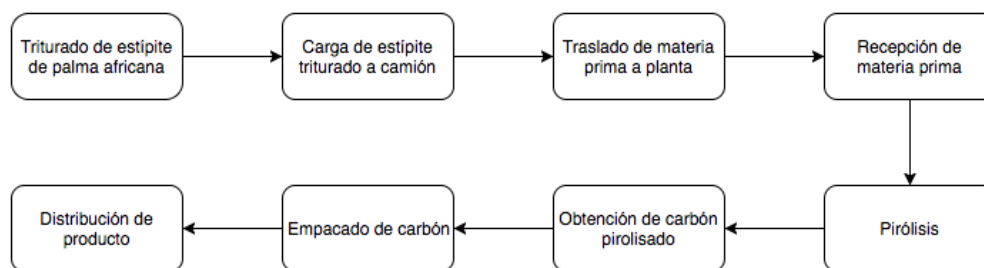 Triturado de estípite
de palma africana
Carga de estípite
triturado a camión
Traslado de materia
prima a planta
Recepción de
materia prima
Pirólisis
Obtención de carbón
pirolisado
Empacado de carbón
Distribución de
producto